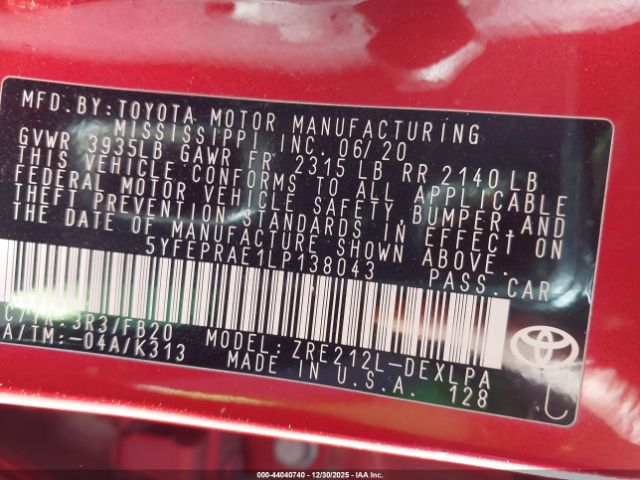 MFD.BY:TOYOTA MOTOR MANUFACTURING
MISSISSIPPI INC. 06/20
GVWR 3935LB GAWR FR 2315 LB RR 2140 LB
THIS VEHICLE CONFORMS TO ALL APPLICABLE
FEDERAL MOTOR VEHICLE SAFETY,BUMPER,AND
THEFT PREVENTION STANDARDS IN EFFECT ON
THE DATE OF MANUFACTURE SHOWN ABOVE.
5YFEPRAE1LP138043 PASS.CAR
C/TR:3R3/FB20
A/TM:-04A/K313
MODEL:ZRE212L-DEXLPA
MADE IN U.S.A. 128
000-44040740 - 12/30/2025 - IAA Inc.